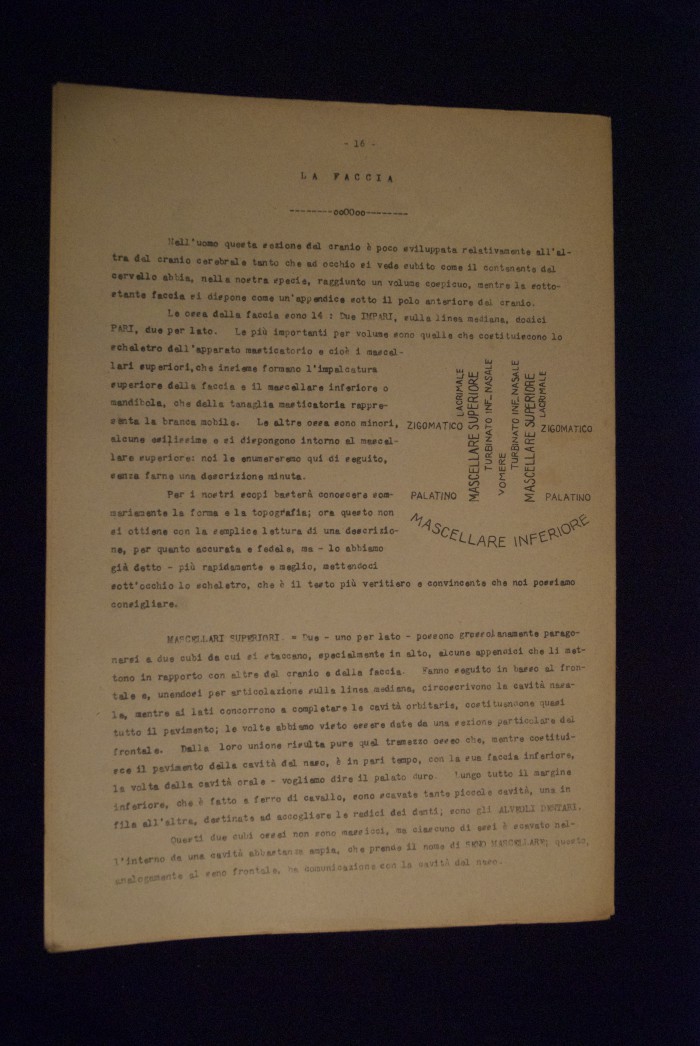 - 16 -
LA FACCIA
--------ooOOoo--------
Nell'uomo questa sezione del cranio è poco sviluppata relativamente all'al-
tra del cranio cerebrale tanto che ad occhio si vede subito come il contenente del
cervello abbia, nella nostra specie, raggiunto un volume cospicuo, mentre la sotto-
stante faccia si dispone come un'appendice sotto il polo anteriore del cranio.
Le ossa della faccia sono 14 : Due IMPARI, sulla linea mediana, dodici
PARI, due per lato. Le più importanti per volume sono quelle che costituiscono lo
scheletro dell'apparato masticatorio e cioè i mascel-
lari superiori, che insieme formano l'impalcatura
superiore della faccia e il mascellare inferiore o
mandibola, che della tanaglia masticatoria rappre-
senta la branca mobile. Le altre ossa sono minori,
alcune esilissime e si dispongono intorno al mascel-
lare superiore: noi le enumereremo qui di seguito,
senza farne una descrizione minuta.
Per i nostri scopi basterà conoscere som-
mariamente la forma e la topografia; ora questo non
si ottiene con la semplice lettura di una descrizio-
ne, per quanto accurata e fedele, ma - lo abbiamo
già detto - più rapidamente e meglio, mettendoci
sott'occhio lo scheletro, che è il testo più veritiero e convincente che noi possiamo
consigliare.
ZIGOMATICO
LACRIMALE
MASCELLARE SUPERIORE
TURBINATO INF. NASALE
VOMERE
TURBINATO INF. NASALE
MASCELLARE SUPERIORE
LACRIMALE
ZIGOMATICO
PALATINO
PALATINO
MASCELLARE INFERIORE
MASCELLARI SUPERIORI. = Due - uno per lato - possono grossolanamente parago-
narsi a due cubi da cui si staccano, specialmente in alto, alcune appendici che li met-
tono in rapporto con altre del cranio e della faccia. Fanno seguito in basso al fron-
tale e, unendosi per articolazione sulla linea mediana, circoscrivono la cavità nasa-
le, mentre ai lati concorrono a completare le cavità orbitarie, costituendone quasi
tutto il pavimento; le volte abbiamo visto essere date da una sezione particolare del
frontale. Dalla loro unione risulta pure quel tramezzo osseo che, mentre costitui-
sce il pavimento della cavità del naso, è in pari tempo, con la sua faccia inferiore,
la volta della cavità orale - vogliamo dire il palato duro. Lungo tutto il margine
inferiore, che è fatto a ferro di cavallo, sono scavate tante piccole cavità, una in
fila all'altra, destinate ad accogliere le radici dei denti; sono gli ALVEOLI DENTARI.
Questi due cubi ossei non sono massicci, ma ciascuno di essi è scavato nel-
l'interno da una cavità abbastanza ampia, che prende il nome di SENO MASCELLARE; questo,
analogamente al seno frontale, ha comunicazione con la cavità del naso.